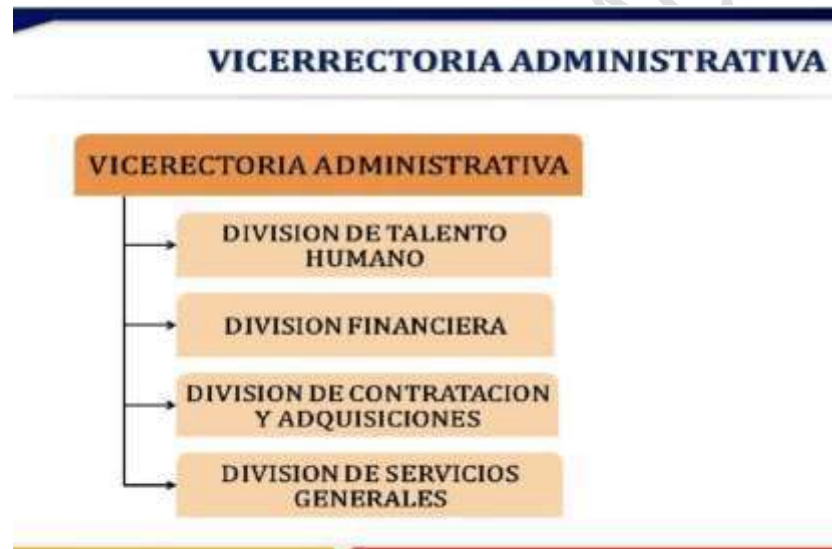 VICERRECTORIA ADMINISTRATIVA
VICERECTORIA ADMINISTRATIVA
DIVISION DE TALENTO
HUMANO
DIVISION FINANCIERA
DIVISION DE CONTRATACION
Y ADQUISICIONES
DIVISION DE SERVICIOS
GENERALES